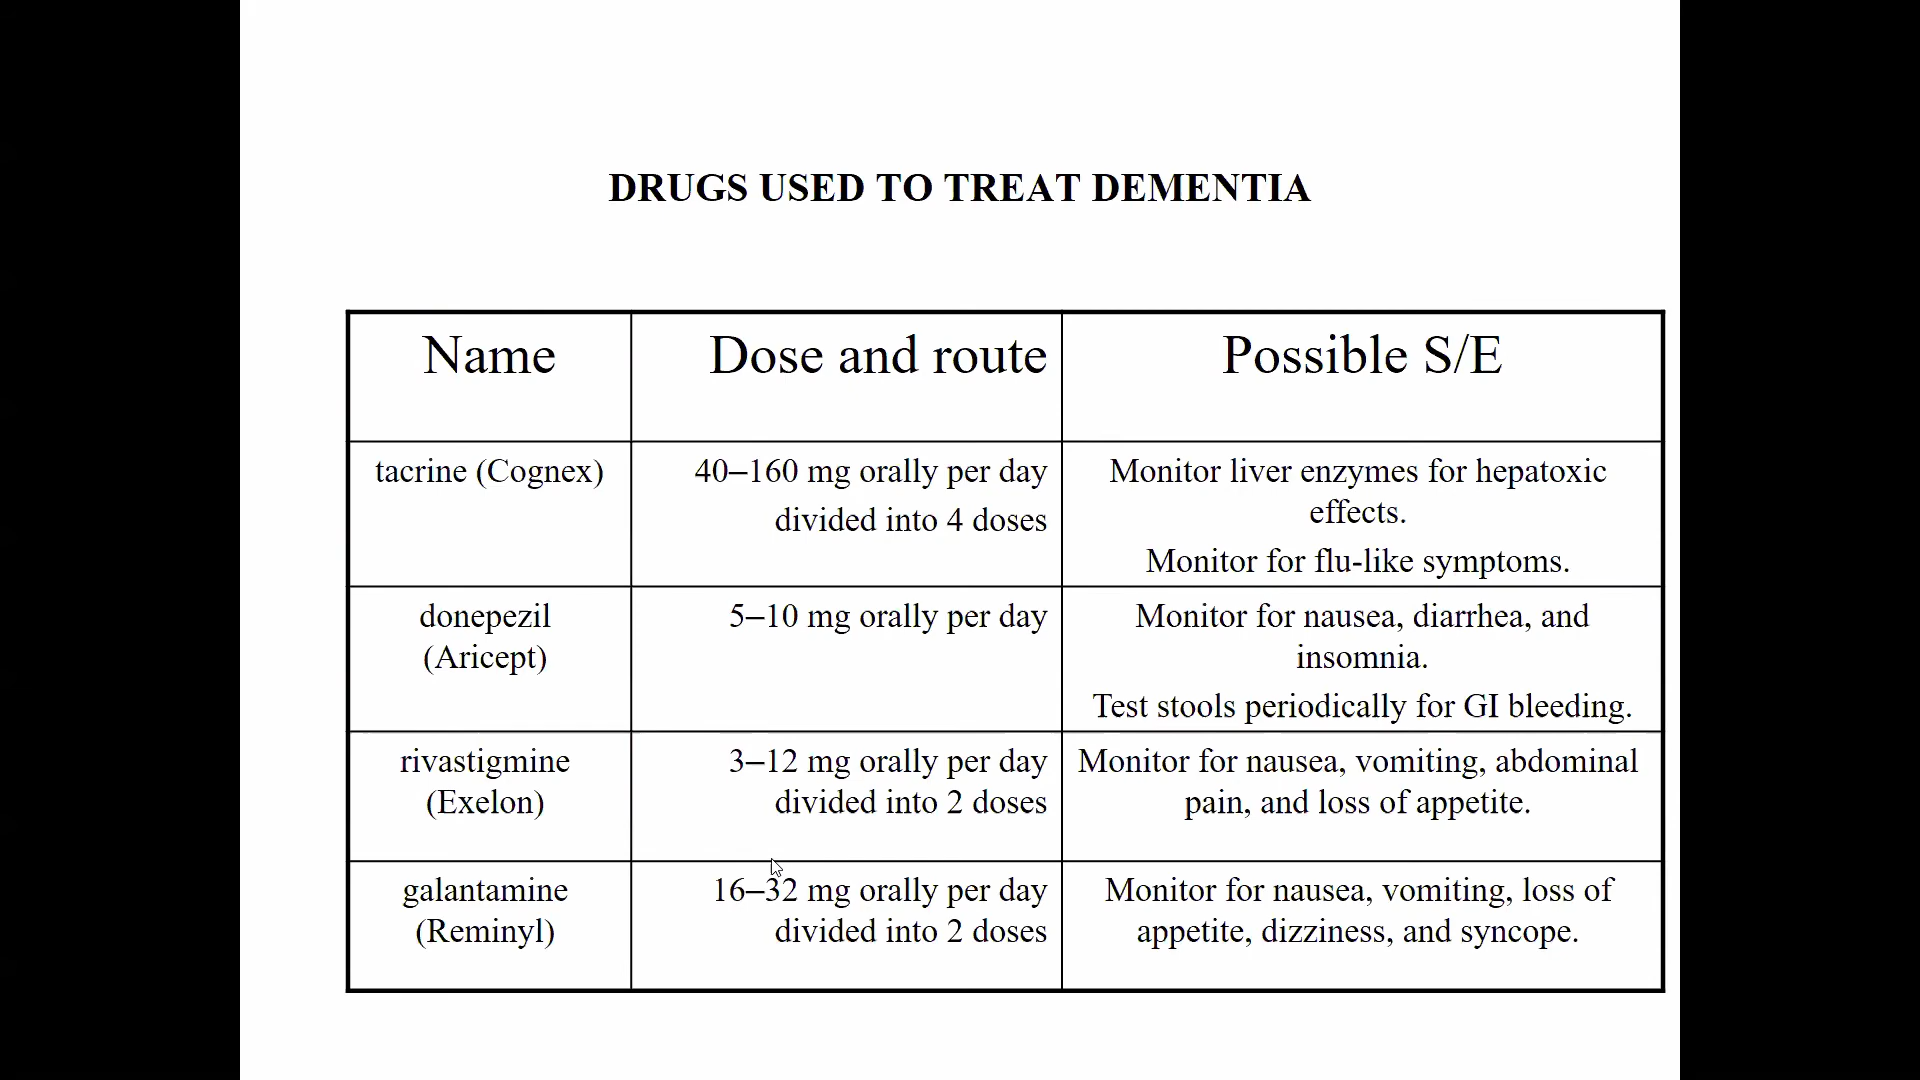 DRUGS USED TO TREAT DEMENTIA
Name
Dose and route
Possible S/E
tacrine (Cognex)
40–160 mg orally per day
divided into 4 doses
Monitor liver enzymes for hepatoxic
effects.
Monitor for flu-like symptoms.
donepezil
(Aricept)
5–10 mg orally per day
Monitor for nausea, diarrhea, and
insomnia.
Test stools periodically for GI bleeding.
rivastigmine
(Exelon)
3–12 mg orally per day
divided into 2 doses
Monitor for nausea, vomiting, abdominal
pain, and loss of appetite.
galantamine
(Reminyl)
16–32 mg orally per day
divided into 2 doses
Monitor for nausea, vomiting, loss of
appetite, dizziness, and syncope.